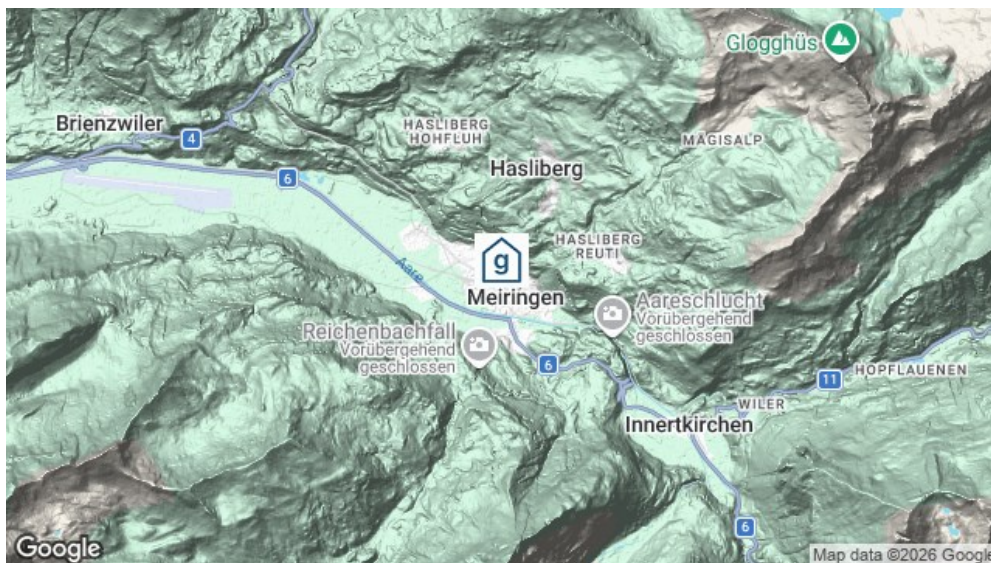 Glogghüs
Brienzwiler
4
HASLIBERG
HOHFLUH
MÄGISALP
Hasliberg
6
HASLIBERG
REUTI
g
Aare
Meiringen
Aareschlucht
Vorübergehend
geschlossen
Reichenbachfall
Vorübergehend
geschlossen
6
11
HOPFLAUENEN
WILER
Innertkirchen
6
Google
Map data ©2026 Google